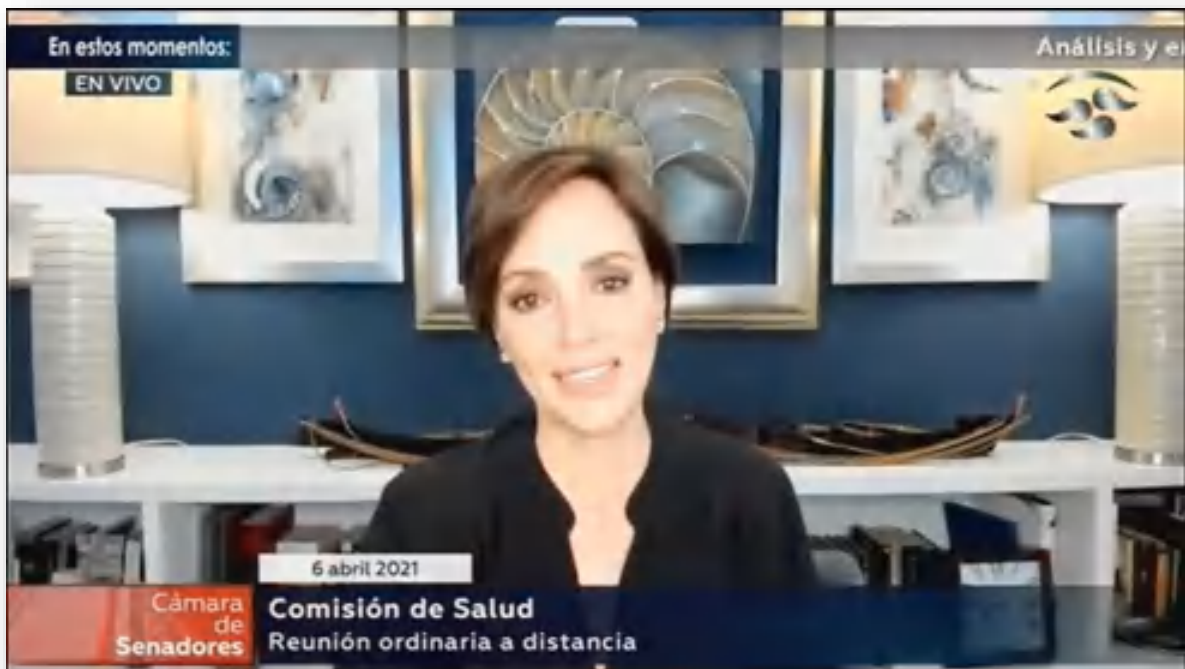 En estos momentos:
Análisis y e
EN VIVO
6 abril 2021
Cámara
de
Senadores
Comisión de Salud
Reunión ordinaria a distancia